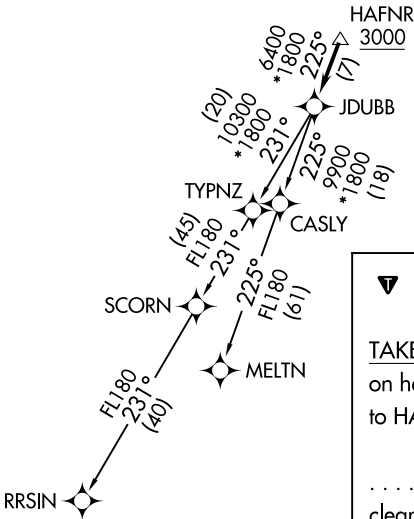 HAFNR
3000
6400
*1800
225°
(7)
JDUBB
(20)
10300
*1800
231°
225°
9900
*1800
(18)
TYPNZ
CASLY
(45)
FL180
231°
225°
FL180
(61)
SCORN
MELTN
FL180
231°
(40)
RRSIN
T
TAKE
on he
to HA
. . . .
clear